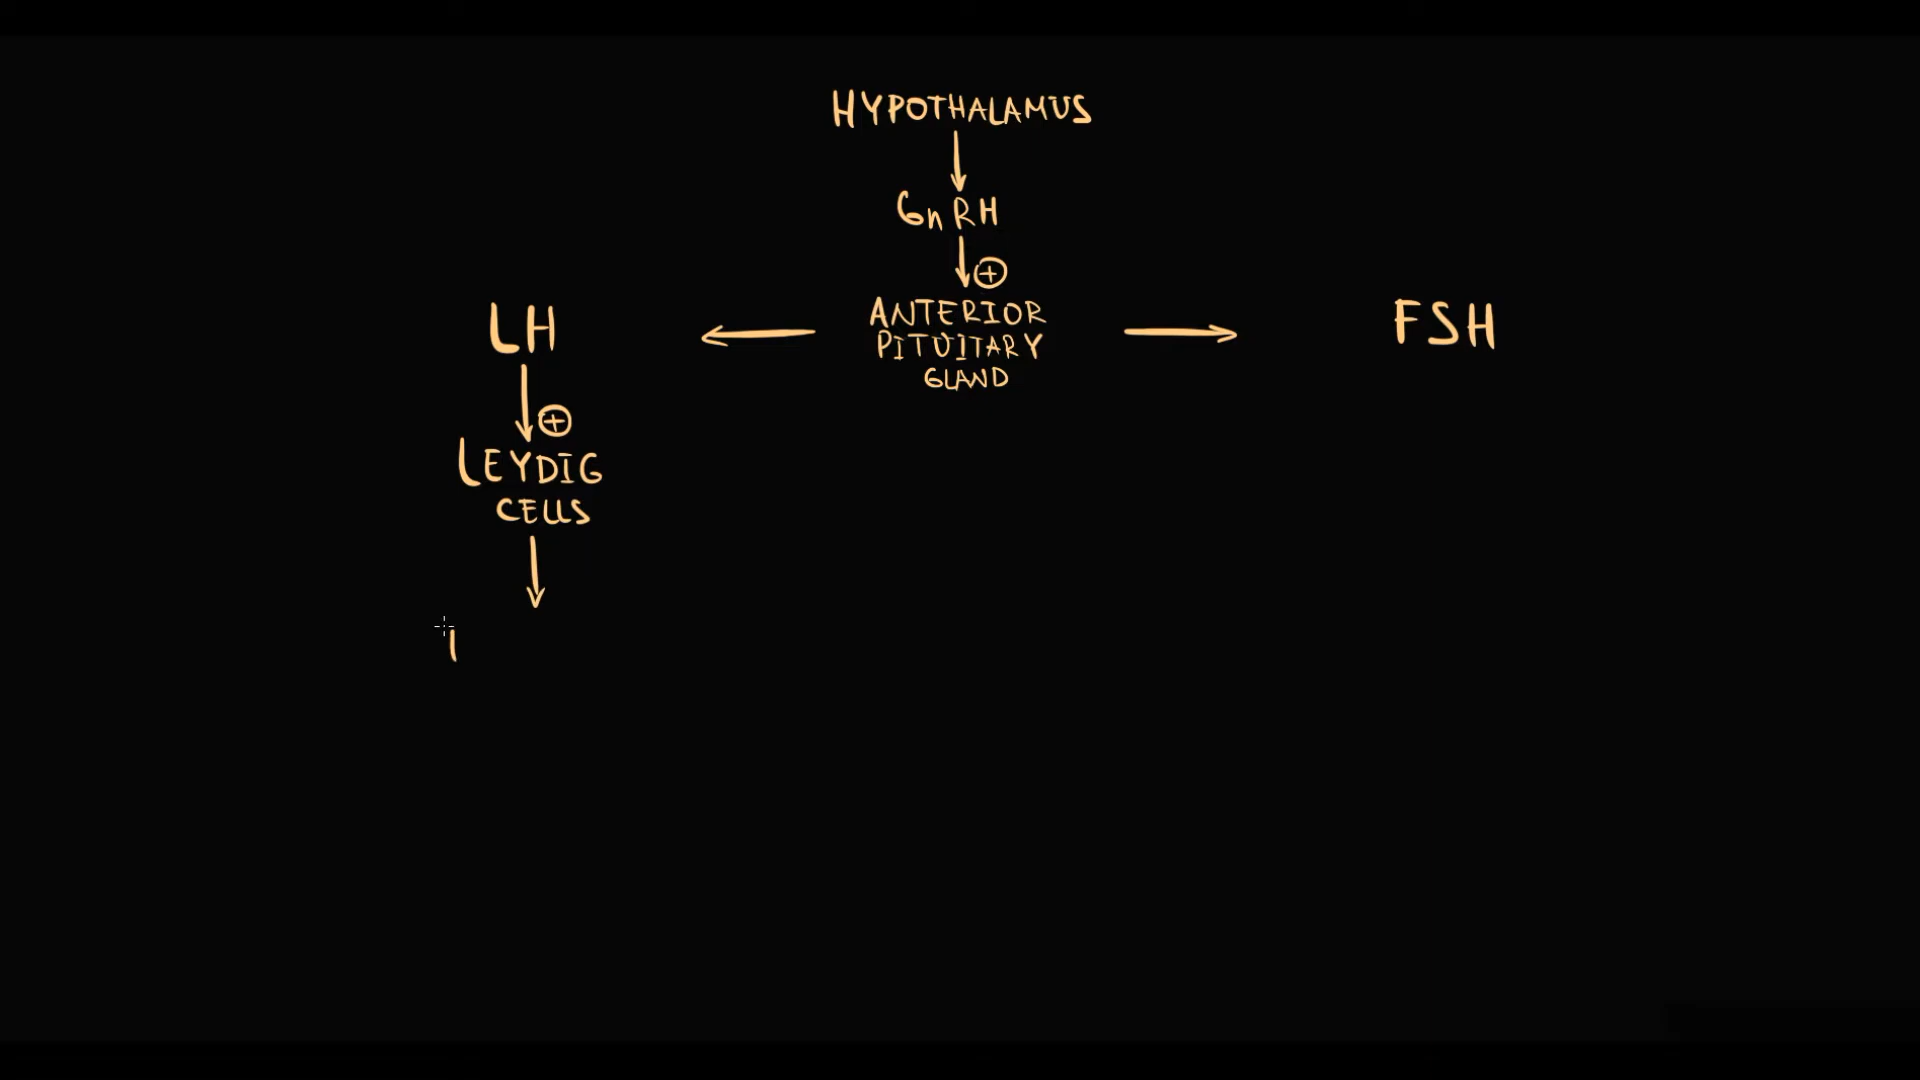 HYPOTHALAMUS
GnRH
+
ANTERIOR
PITUITARY
GLAND
LH
FSH
+
LEYDIG
CELLS